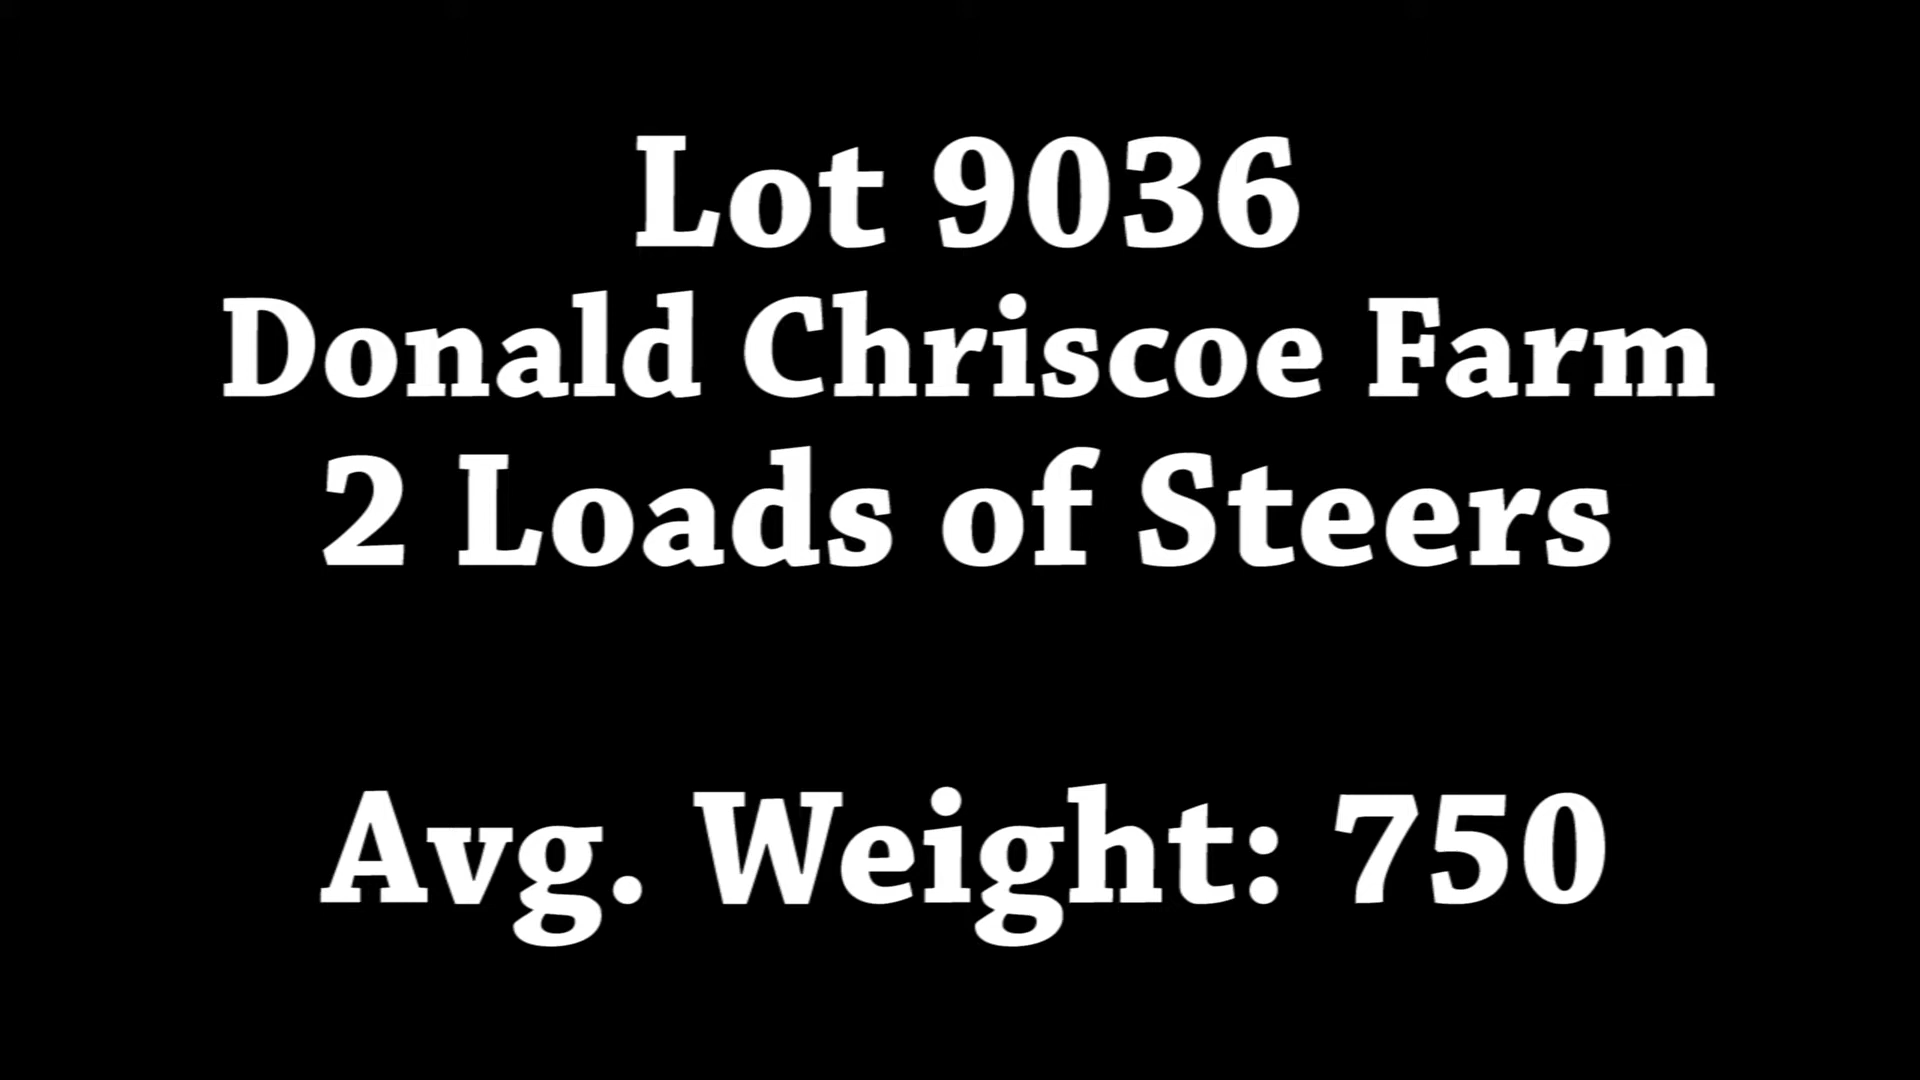 Lot 9036
Donald Chriscoe Farm
2 Loads of Steers
Avg. Weight: 750